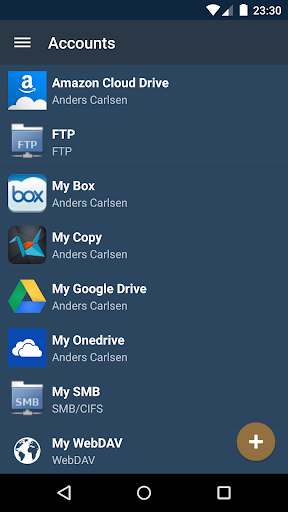 23:30
Accounts
a
Amazon Cloud Drive
Anders Carlsen
FTP
FTP
FTP
box
My Box
Anders Carlsen
My Copy
Anders Carlsen
My Google Drive
Anders Carlsen
My Onedrive
Anders Carlsen
SMB
My SMB
SMB/CIFS
My WebDAV
WebDAV
+